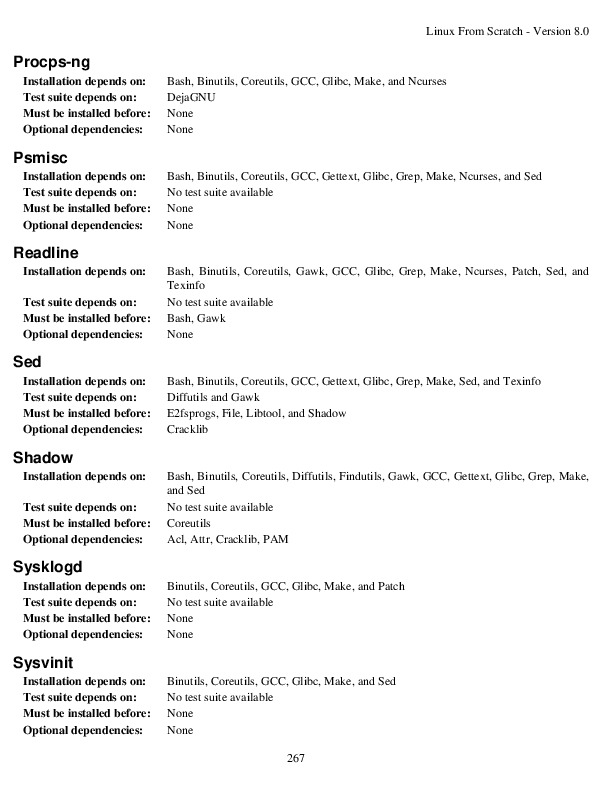 Linux From Scratch - Version 8.0
Procps-ng
Installation depends on: Bash, Binutils, Coreutils, GCC, Glibc, Make, and Ncurses
Test suite depends on: DejaGNU
Must be installed before: None
Optional dependencies: None
Psmisc
Installation depends on: Bash, Binutils, Coreutils, GCC, Gettext, Glibc, Grep, Make, Ncurses, and Sed
Test suite depends on: No test suite available
Must be installed before: None
Optional dependencies: None
Readline
Installation depends on: Bash, Binutils, Coreutils, Gawk, GCC, Glibc, Grep, Make, Ncurses, Patch, Sed, and
Texinfo
Test suite depends on: No test suite available
Must be installed before: Bash, Gawk
Optional dependencies: None
Sed
Installation depends on: Bash, Binutils, Coreutils, GCC, Gettext, Glibc, Grep, Make, Sed, and Texinfo
Test suite depends on: Diffutils and Gawk
Must be installed before: E2fsprogs, File, Libtool, and Shadow
Optional dependencies: Cracklib
Shadow
Installation depends on: Bash, Binutils, Coreutils, Diffutils, Findutils, Gawk, GCC, Gettext, Glibc, Grep, Make,
and Sed
Test suite depends on: No test suite available
Must be installed before: Coreutils
Optional dependencies: Acl, Attr, Cracklib, PAM
Sysklogd
Installation depends on: Binutils, Coreutils, GCC, Glibc, Make, and Patch
Test suite depends on: No test suite available
Must be installed before: None
Optional dependencies: None
Sysvinit
Installation depends on: Binutils, Coreutils, GCC, Glibc, Make, and Sed
Test suite depends on: No test suite available
Must be installed before: None
Optional dependencies: None
267